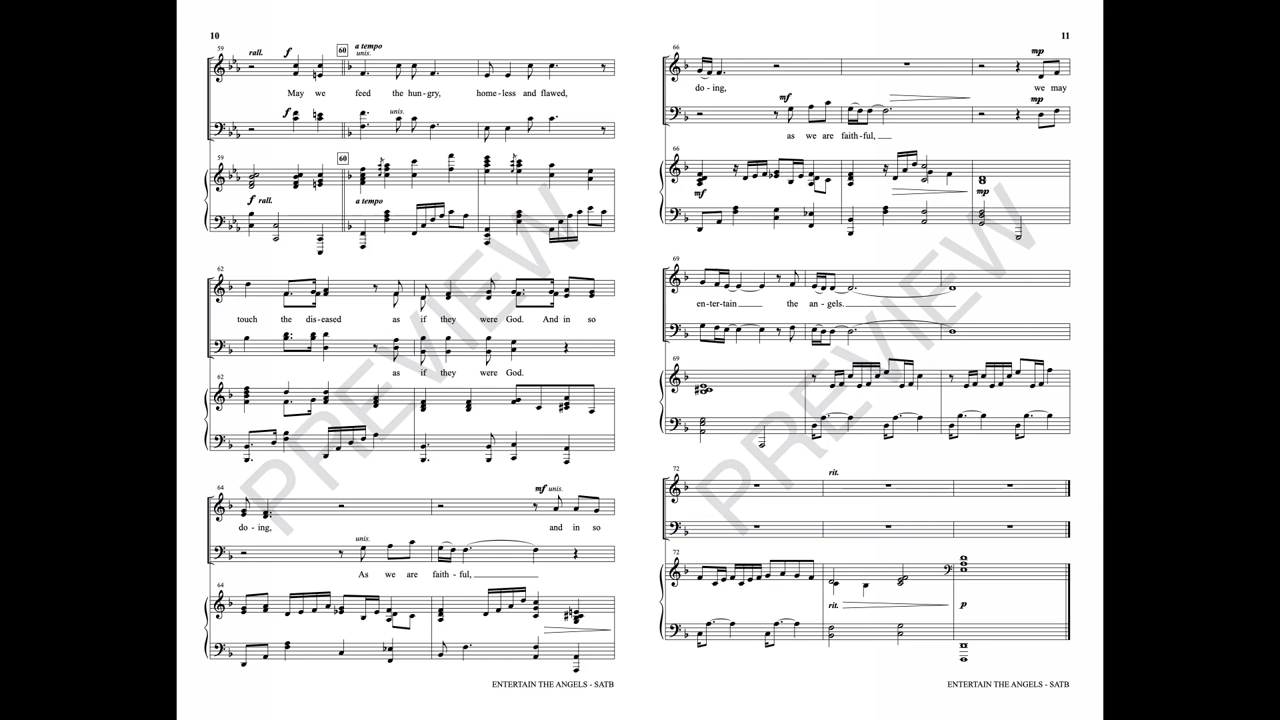 10
59
rall.
f
60
a tempo
unis.
May we feed the hun-gry, home-less and flawed,
f
unis.
59
60
f rall.
a tempo
62
touch the dis-eased as if they were God. And in so
as if they were God.
62
64
mf unis.
do - ing, and in so
unis.
As we are faith - ful,
64
ENTERTAIN THE ANGELS - SATB
11
66
mp
do - ing, we may
mf
mp
as we are faith-ful,
66
mf
mp
69
en-ter-tain the an-gels.
69
72
rit.
72
rit.
p
ENTERTAIN THE ANGELS - SATB
PREVIEW
PREVIEW